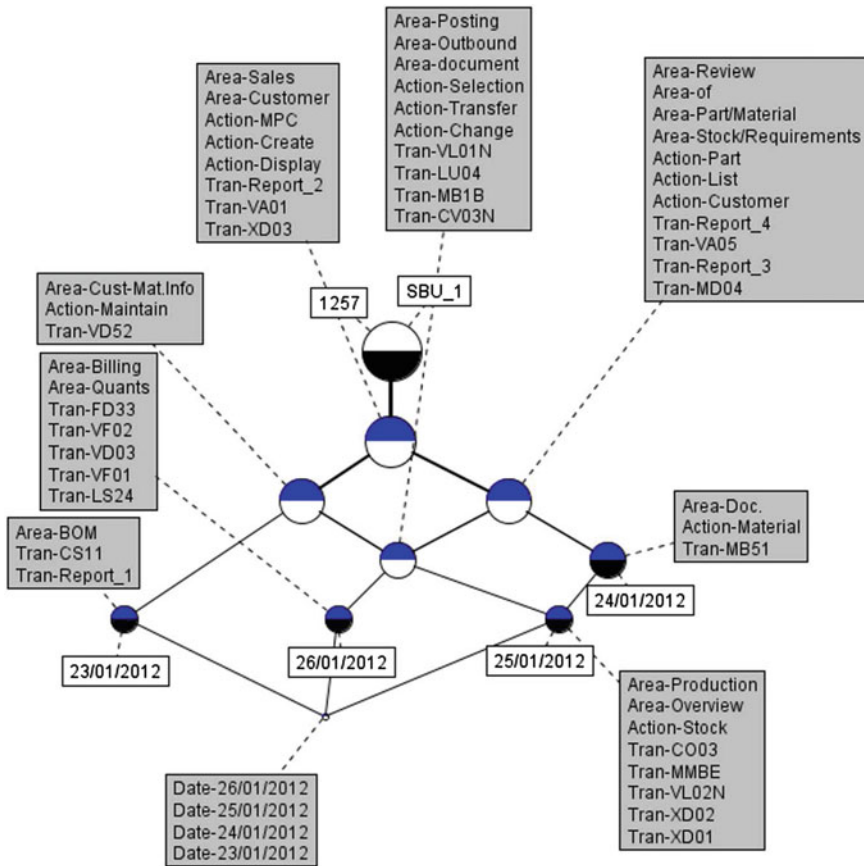 Area-Posting
Area-Outbound
Area-document
Action-Selection
Action-Transfer
Action-Change
Tran-VL01N
Tran-LU04
Tran-MB1B
Tran-CV03N
Area-Sales
Area-Customer
Action-MPC
Action-Create
Action-Display
Tran-Report_2
Tran-VA01
Tran-XD03
Area-Review
Area-of
Area-Part/Material
Area-Stock/Requirements
Action-Part
Action-List
Action-Customer
Tran-Report_4
Tran-VA05
Tran-Report_3
Tran-MD04
Area-Cust-Mat.Info
Action-Maintain
Tran-VD52
1257
SBU_1
Area-Billing
Area-Quants
Tran-FD33
Tran-VF02
Tran-VD03
Tran-VF01
Tran-LS24
Area-BOM
Tran-CS11
Tran-Report_1
Area-Doc.
Action-Material
Tran-MB51
24/01/2012
23/01/2012
26/01/2012
25/01/2012
Area-Production
Area-Overview
Action-Stock
Tran-CO03
Tran-MMBE
Tran-VL02N
Tran-XD02
Tran-XD01
Date-26/01/2012
Date-25/01/2012
Date-24/01/2012
Date-23/01/2012